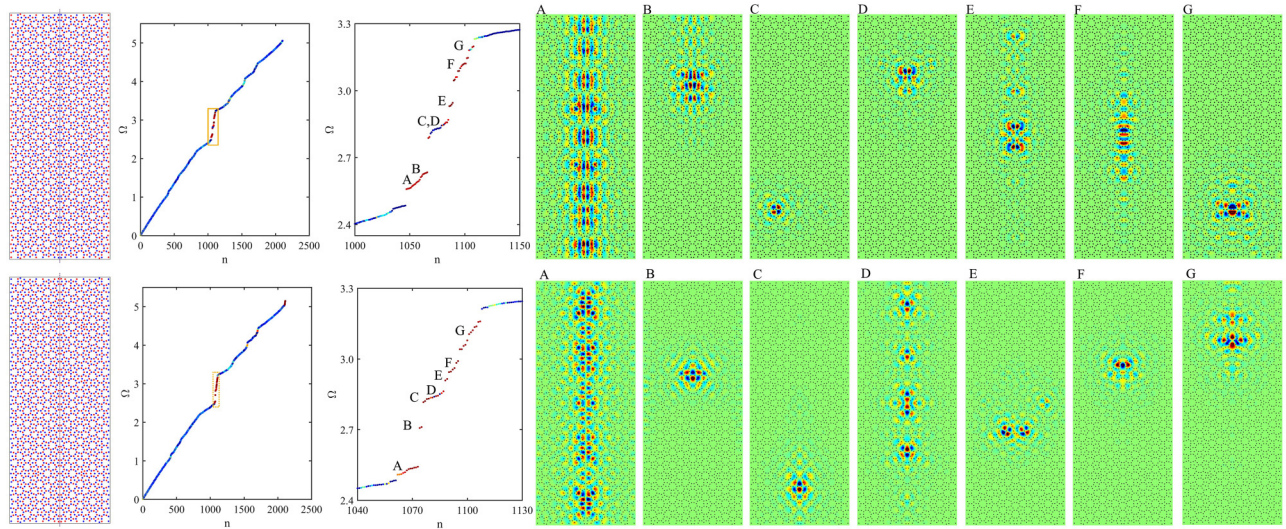 A B C D E F G
5
4
3
2
1
0
Ω
0 500 1000 1500 2000 2500
n
3.3
3.0
2.7
2.4
Ω
G
F
E
C,D
B
A
1000 1050 1100 1150
n
A B C D E F G
5
4
3
2
1
0
Ω
0 500 1000 1500 2000 2500
n
3.3
3.0
2.7
2.4
Ω
G
F
E
D
C
B
A
1040 1070 1100 1130
n